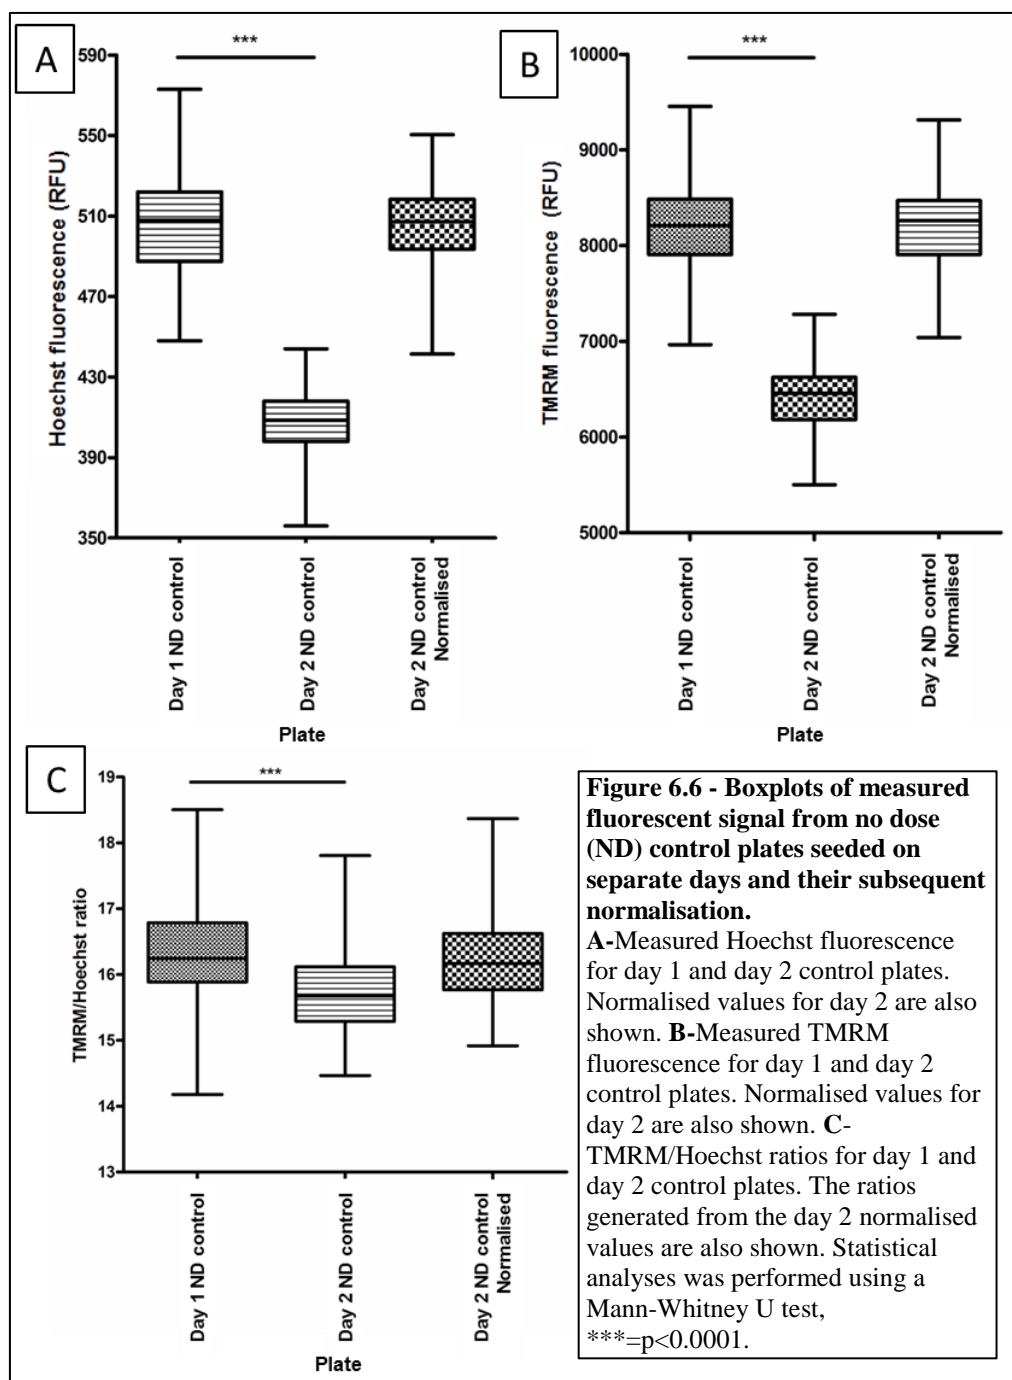 A
***
590
550
510
470
430
390
350
Hoechst fluorescence (RFU)
Day 1 ND control
Day 2 ND control
Day 2 ND control
Normalised
Plate
B
***
10000
9000
8000
7000
6000
5000
TMRM fluorescence (RFU)
Day 1 ND control
Day 2 ND control
Day 2 ND control
Normalised
Plate
C
***
19
18
17
16
15
14
13
TMRM/Hoechst ratio
Day 1 ND control
Day 2 ND control
Day 2 ND control
Normalised
Plate
Figure 6.6 - Boxplots of measured
fluorescent signal from no dose
(ND) control plates seeded on
separate days and their subsequent
normalisation.
A-Measured Hoechst fluorescence
for day 1 and day 2 control plates.
Normalised values for day 2 are also
shown. B-Measured TMRM
fluorescence for day 1 and day 2
control plates. Normalised values for
day 2 are also shown. C-
TMRM/Hoechst ratios for day 1 and
day 2 control plates. The ratios
generated from the day 2 normalised
values are also shown. Statistical
analyses was performed using a
Mann-Whitney U test,
***=p<0.0001.